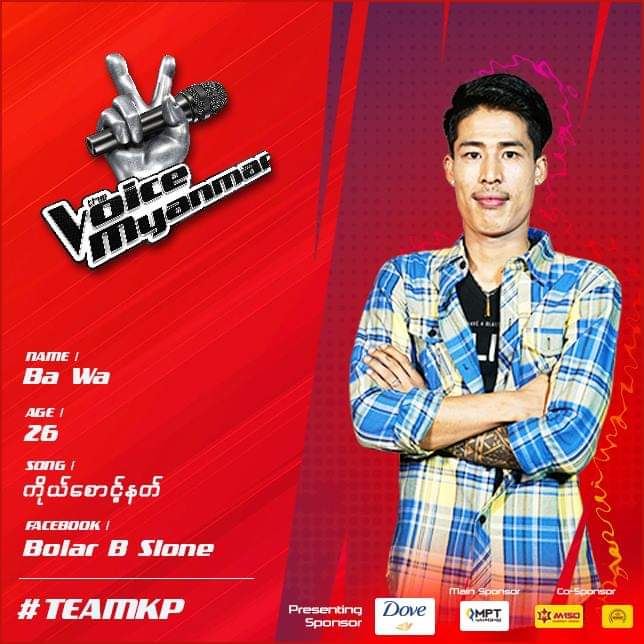 The
Voice
Myanmar
NAME /
Ba Wa
AGE /
26
SONG /
ကိုယ်စောင့်နတ်
FACEBOOK /
Bolar B Slone
#TEAMKP
Presenting
Sponsor
Dove
Main Sponsor
MPT
Co-Sponsor
M150